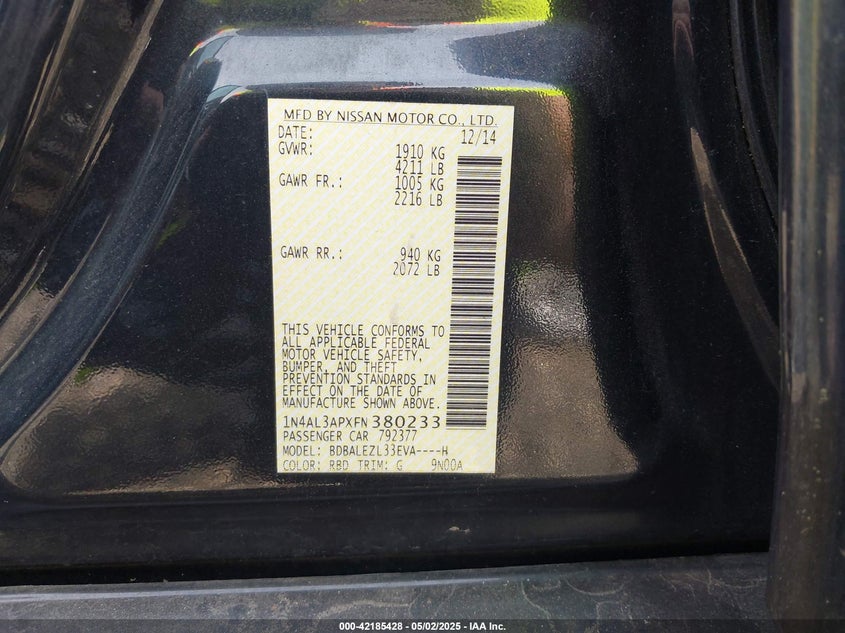 MFD BY NISSAN MOTOR CO., LTD.
DATE: 12/14
GVWR: 1910 KG
4211 LB
GAWR FR.: 1005 KG
2216 LB
GAWR RR.: 940 KG
2072 LB
THIS VEHICLE CONFORMS TO
ALL APPLICABLE FEDERAL
MOTOR VEHICLE SAFETY,
BUMPER, AND THEFT
PREVENTION STANDARDS IN
EFFECT ON THE DATE OF
MANUFACTURE SHOWN ABOVE.
1N4AL3APXFN380233
PASSENGER CAR 792377
MODEL: BDBALEZL33EVA----H
COLOR: RBD TRIM: G 9N00A
000-42185428 - 05/02/2025 - IAA Inc.